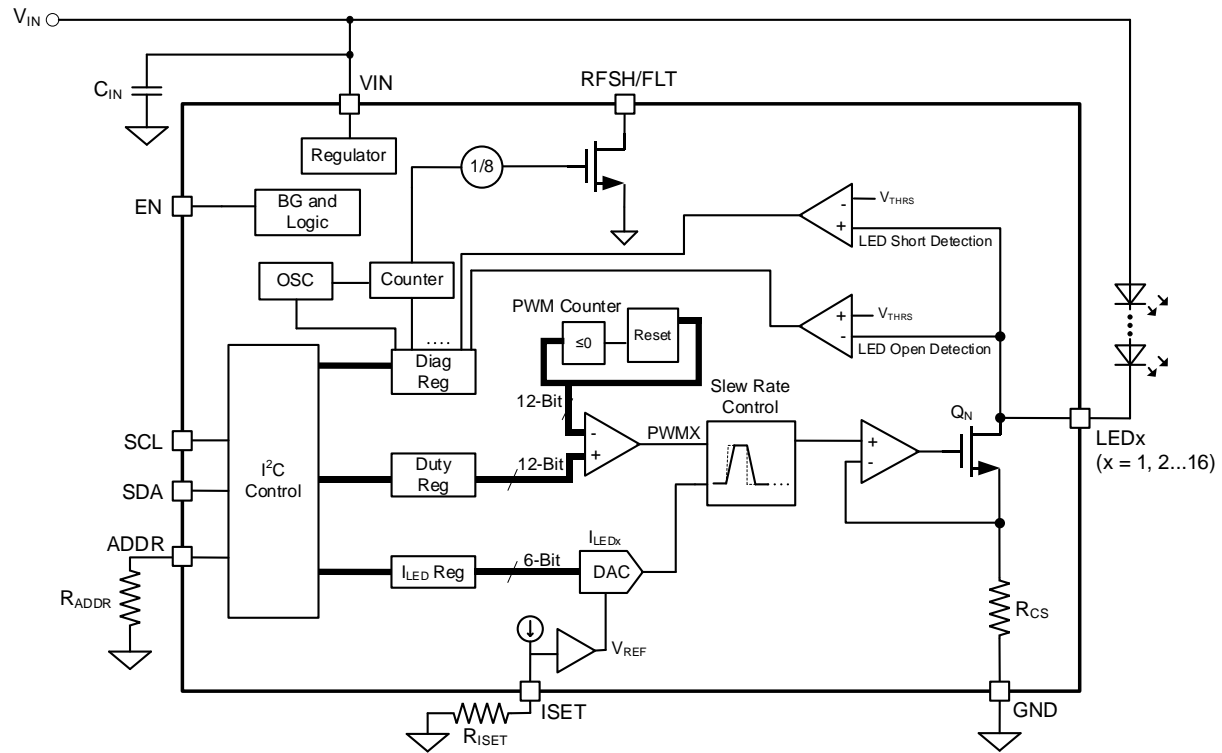 VIN
CIN
VIN
RFSH/FLT
Regulator
1/8
EN
BG and
Logic
- VTHRS
+
LED Short Detection
OSC
Counter
PWM Counter
≤0
Reset
+ VTHRS
-
LED Open Detection
....
Diag
Reg
12-Bit
Slew Rate
Control
QN
SCL
I²C
Control
-
+
PWMX
+
-
LEDx
(x = 1, 2...16)
SDA
Duty
Reg
12-Bit
ADDR
ILEDx
ILED Reg
6-Bit
DAC
RADDR
RCS
VREF
ISET
RISET
GND